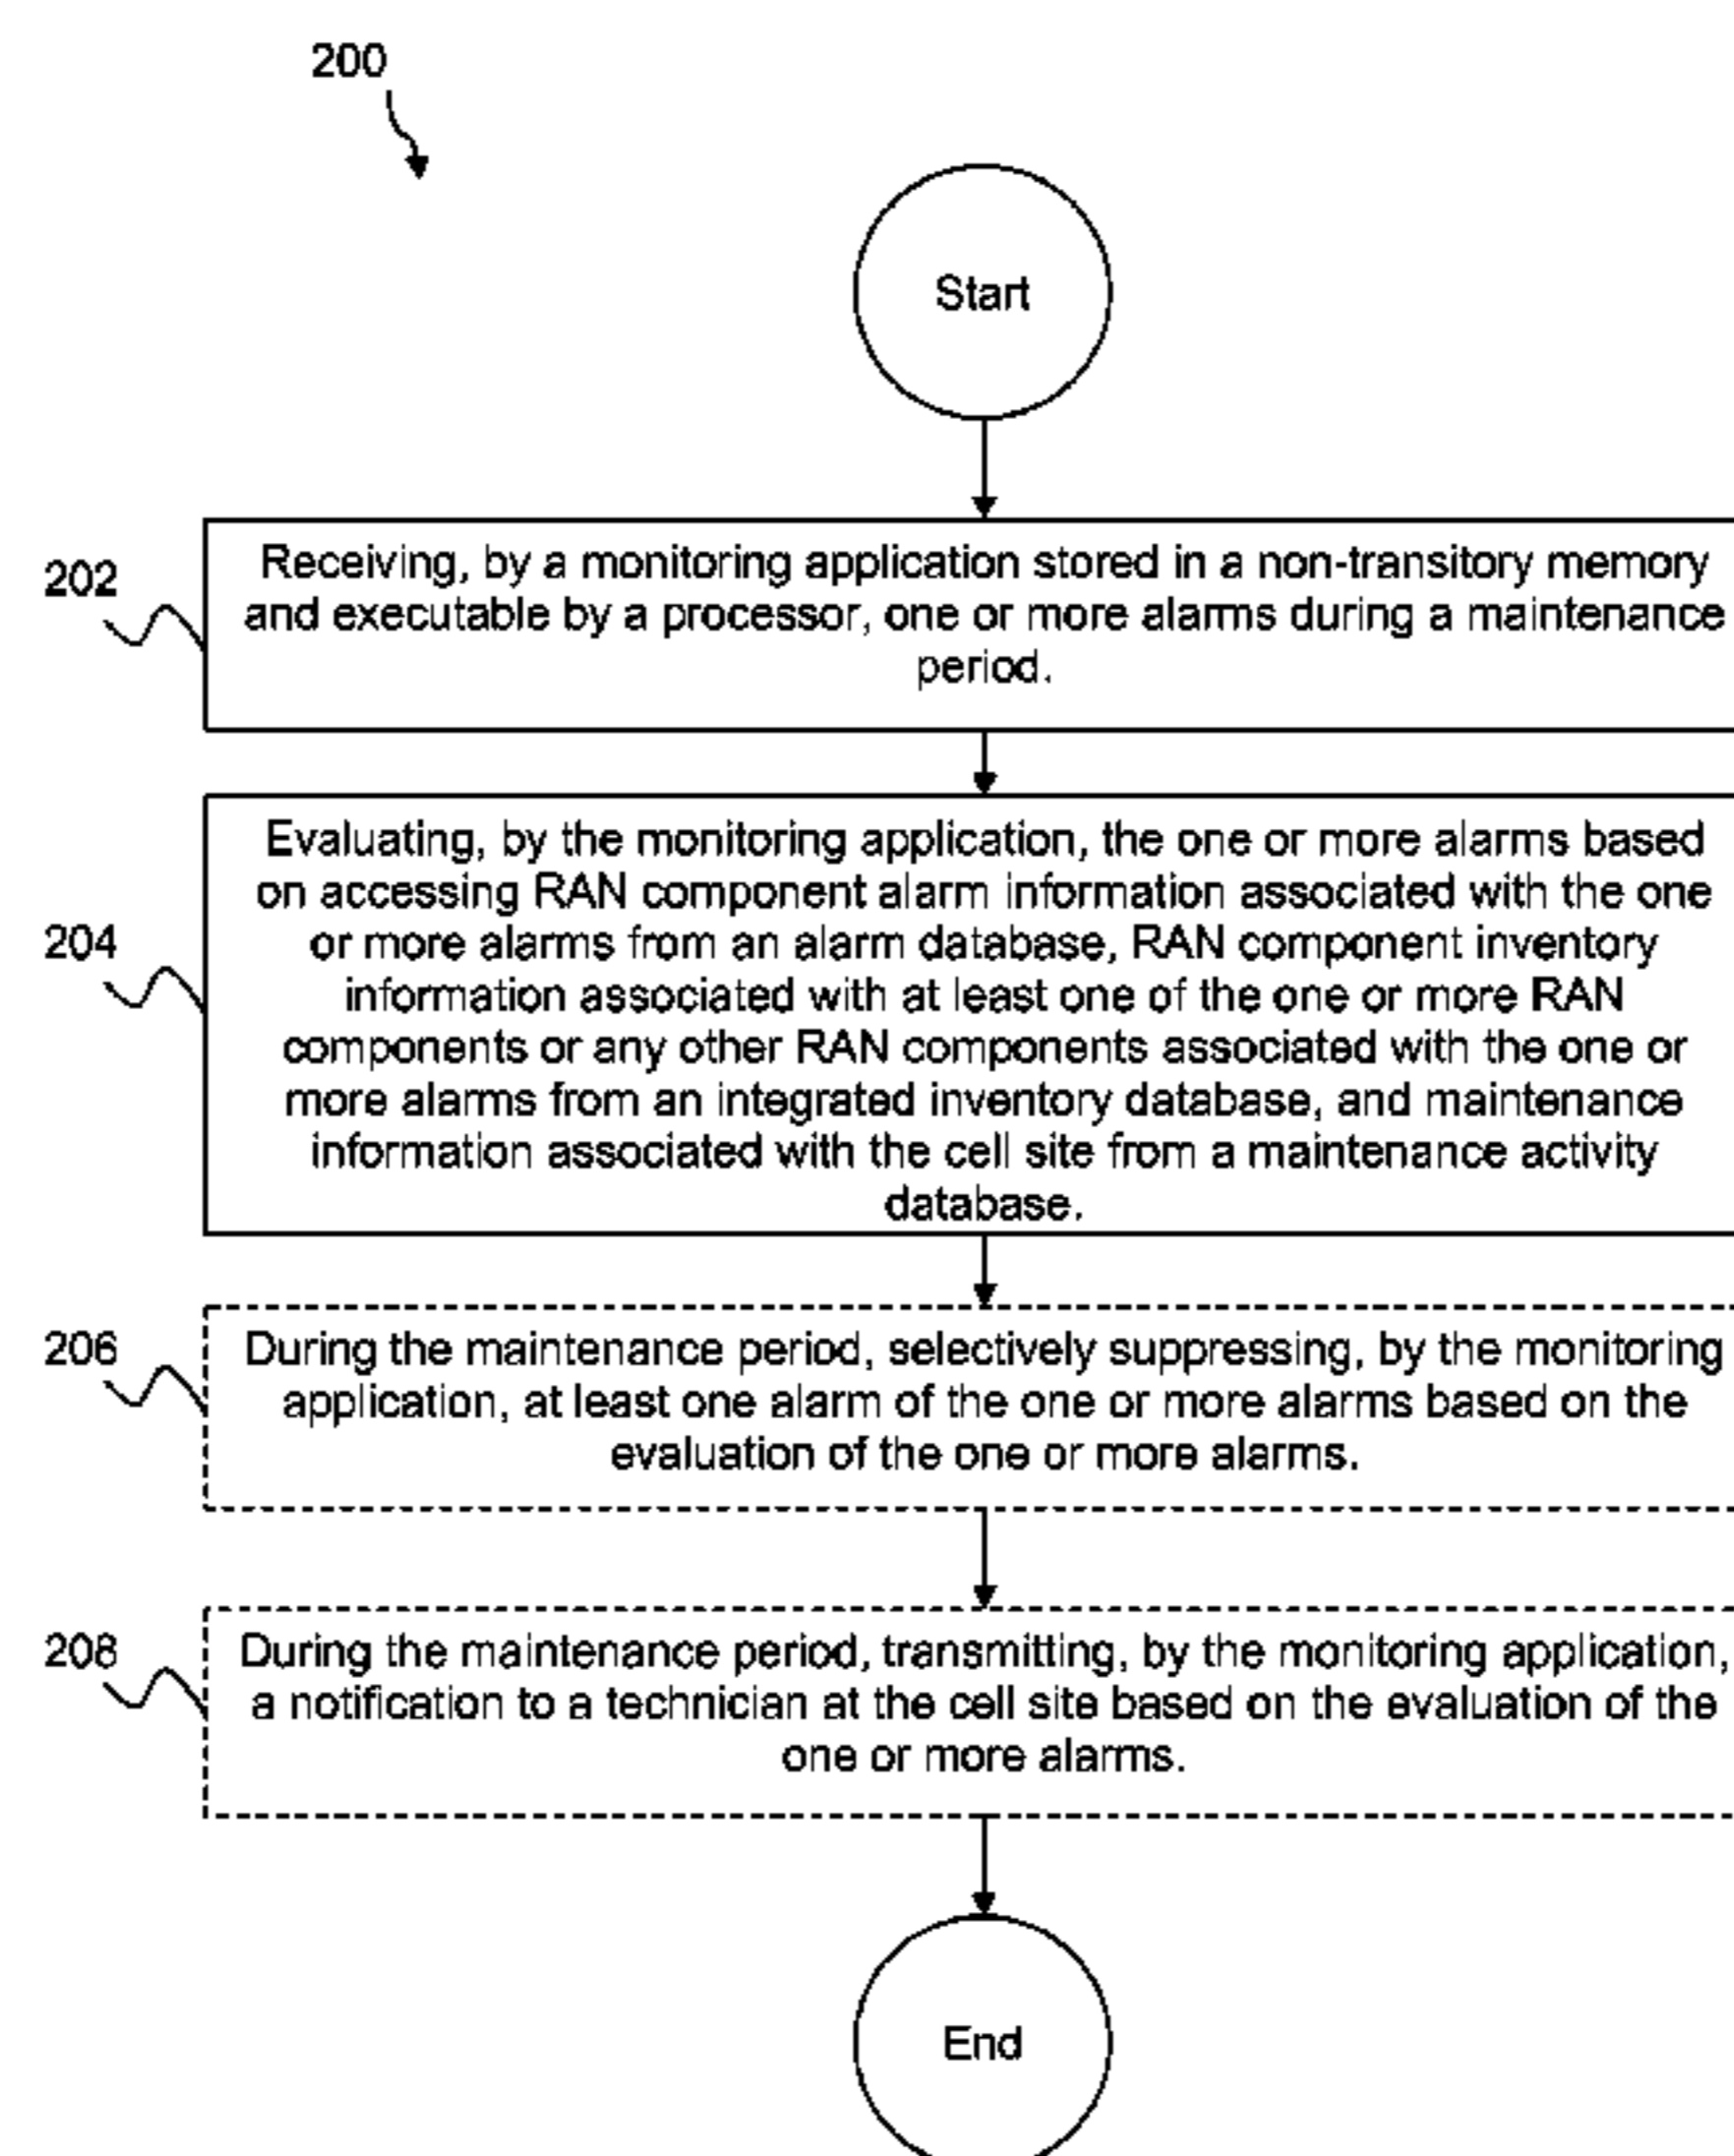 200
Start
202
Receiving, by a monitoring application stored in a non-transitory memory
and executable by a processor, one or more alarms during a maintenance
period.
204
Evaluating, by the monitoring application, the one or more alarms based
on accessing RAN component alarm information associated with the one
or more alarms from an alarm database, RAN component inventory
information associated with at least one of the one or more RAN
components or any other RAN components associated with the one or
more alarms from an integrated inventory database, and maintenance
information associated with the cell site from a maintenance activity
database.
206
During the maintenance period, selectively suppressing, by the monitoring
application, at least one alarm of the one or more alarms based on the
evaluation of the one or more alarms.
208
During the maintenance period, transmitting, by the monitoring application,
a notification to a technician at the cell site based on the evaluation of the
one or more alarms.
End